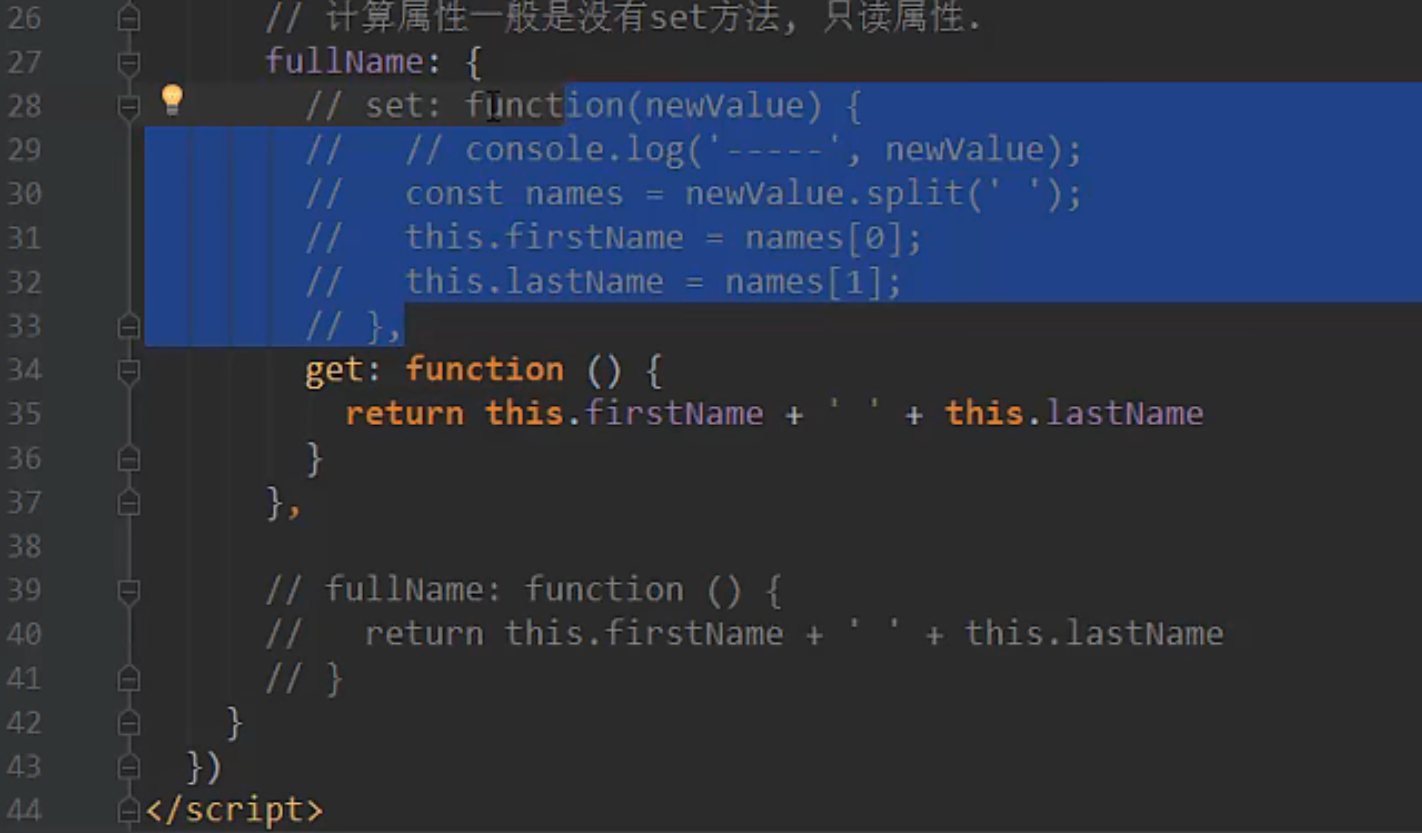 26 // 计算属性一般是没有set方法, 只读属性.
27 fullName: {
28 // set: function(newValue) {
29 //   // console.log('-----', newValue);
30 //   const names = newValue.split(' ');
31 //   this.firstName = names[0];
32 //   this.lastName = names[1];
33 // },
34 get: function () {
35 return this.firstName + ' ' + this.lastName
36 }
37 },
38
39 // fullName: function () {
40 //   return this.firstName + ' ' + this.lastName
41 // }
42 }
43 })
44 </script>